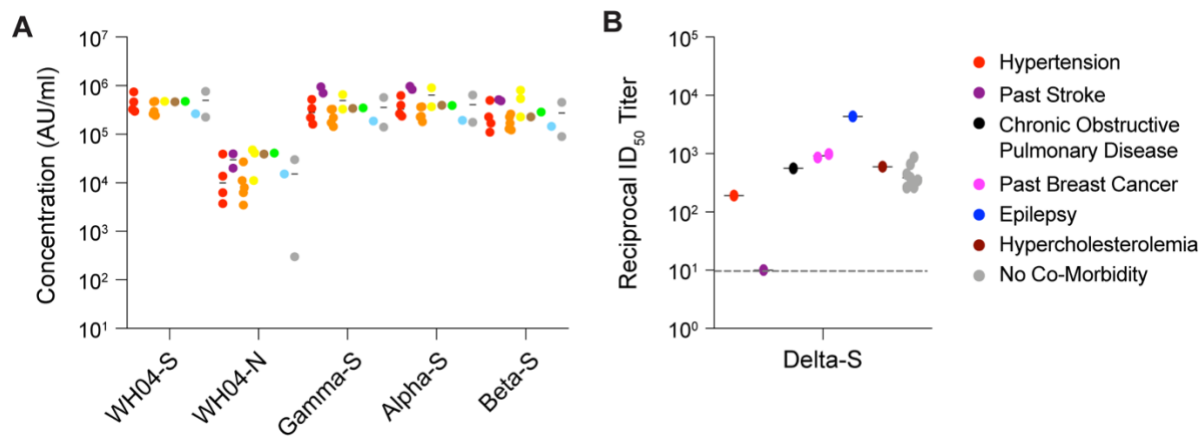 A
Concentration (AU/ml)
10⁷
10⁶
10⁵
10⁴
10³
10²
10¹
WH04-S
WH04-N
Gamma-S
Alpha-S
Beta-S
B
Reciprocal ID₅₀ Titer
10⁵
10⁴
10³
10²
10¹
10⁰
Delta-S
Hypertension
Past Stroke
Chronic Obstructive
Pulmonary Disease
Past Breast Cancer
Epilepsy
Hypercholesterolemia
No Co-Morbidity